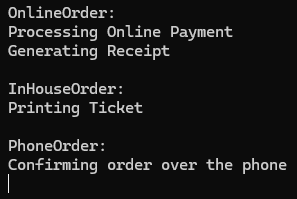 OnlineOrder:
Processing Online Payment
Generating Receipt

InHouseOrder:
Printing Ticket

PhoneOrder:
Confirming order over the phone